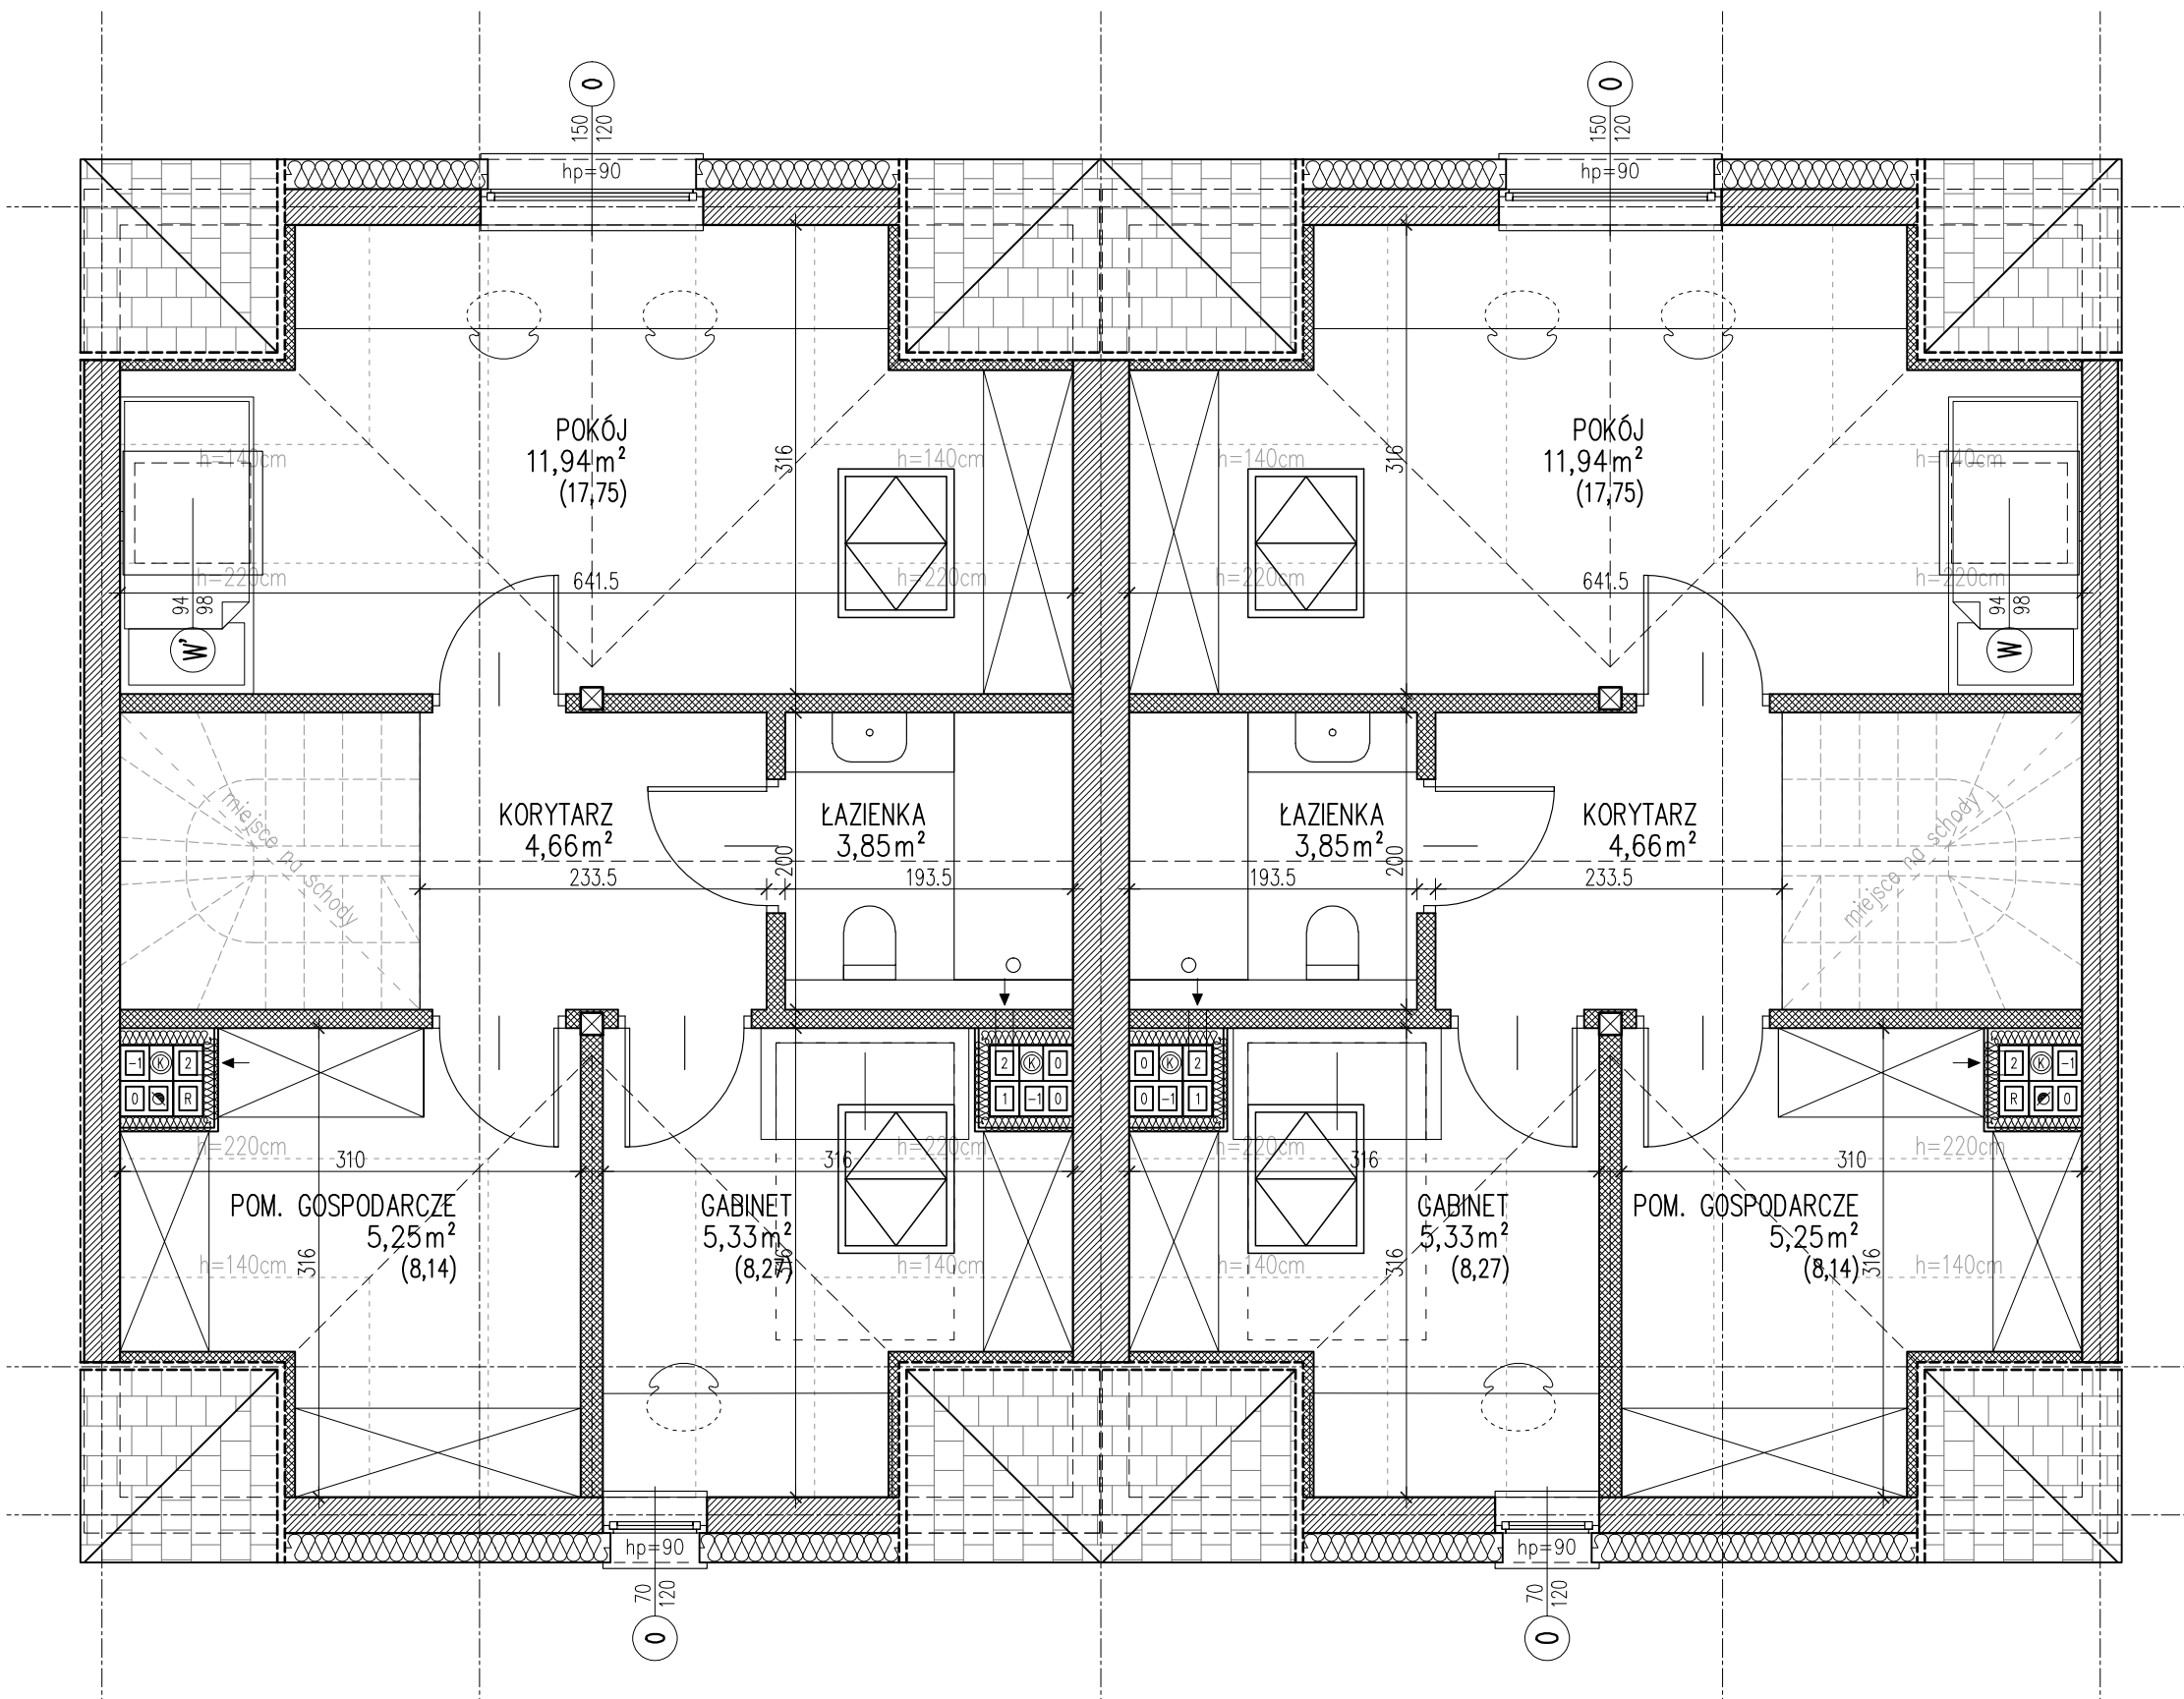 0 0
150 120 150 120
hp=90 hp=90
POKÓJ POKÓJ
11,94m² 11,94m²
(17,75) (17,75)
316 316
h=140cm h=140cm h=140cm h=140cm
h=220cm h=220cm h=220cm h=220cm
641.5 641.5
94 98 94 98
W' W
KORYTARZ ŁAZIENKA ŁAZIENKA KORYTARZ
4,66m² 3,85m² 3,85m² 4,66m²
miejsce na schody miejsce na schody
200 200
233.5 193.5 193.5 233.5
-1 K 2 2 K 0 0 K 2 2 K -1
0 R 1 -1 0 0 -1 1 R 0
h=220cm h=220cm h=220cm h=220cm
310 316 316 310
POM. GOSPODARCZE GABINET GABINET POM. GOSPODARCZE
5,25m² 5,33m² 5,33m² 5,25m²
(8,14) (8,27) (8,27) (8,14)
316 316 316 316
h=140cm h=140cm h=140cm h=140cm
hp=90 hp=90
70 120 70 120
0 0